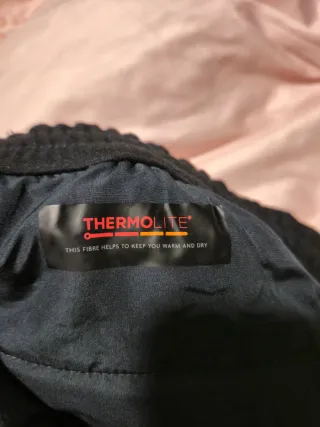 THERMOLITE®
THIS FIBRE HELPS TO KEEP YOU WARM AND DRY